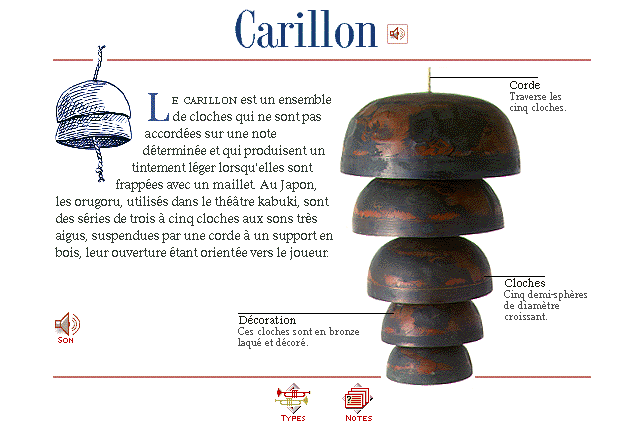 Carillon
LE CARILLON est un ensemble
de cloches qui ne sont pas
accordées sur une note
déterminée et qui produisent un
tintement léger lorsqu'elles sont
frappées avec un maillet. Au Japon,
les orugoru, utilisés dans le théâtre kabuki, sont
des séries de trois à cinq cloches aux sons très
aigus, suspendues par une corde à un support en
bois, leur ouverture étant orientée vers le joueur.
Corde
Traverse les
cinq cloches.
Cloches
Cinq demi-sphères
de diamètre
croissant.
Décoration
Ces cloches sont en bronze
laqué et décoré.
SON
TYPES
NOTES